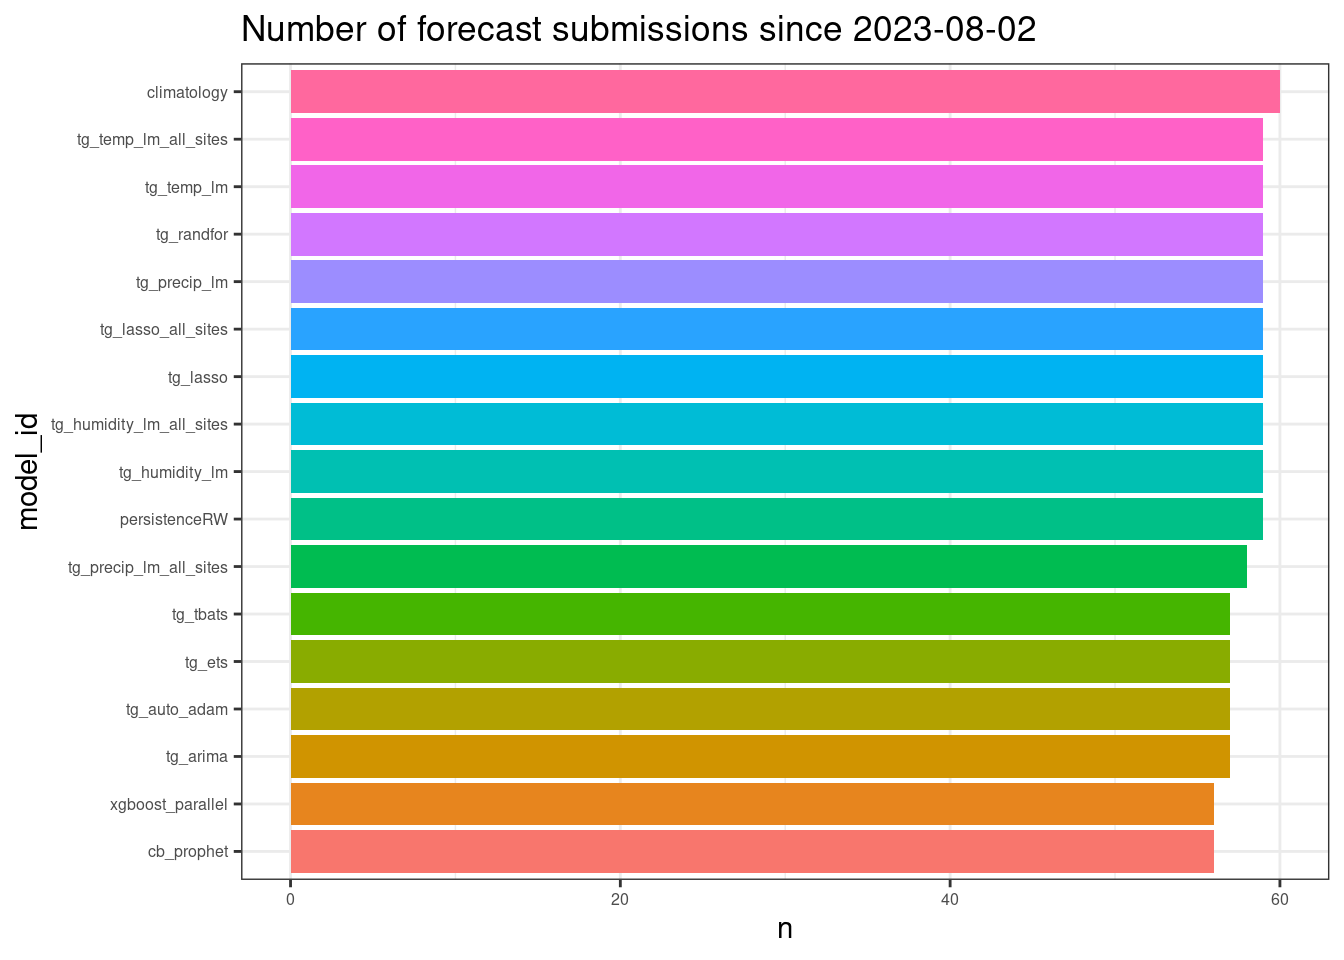 Number of forecast submissions since 2023-08-02
climatology
tg_temp_lm_all_sites
tg_temp_lm
tg_randfor
tg_precip_lm
tg_lasso_all_sites
tg_lasso
tg_humidity_lm_all_sites
tg_humidity_lm
persistenceRW
tg_precip_lm_all_sites
tg_tbats
tg_ets
tg_auto_adam
tg_arima
xgboost_parallel
cb_prophet
model_id
0 20 40 60
n